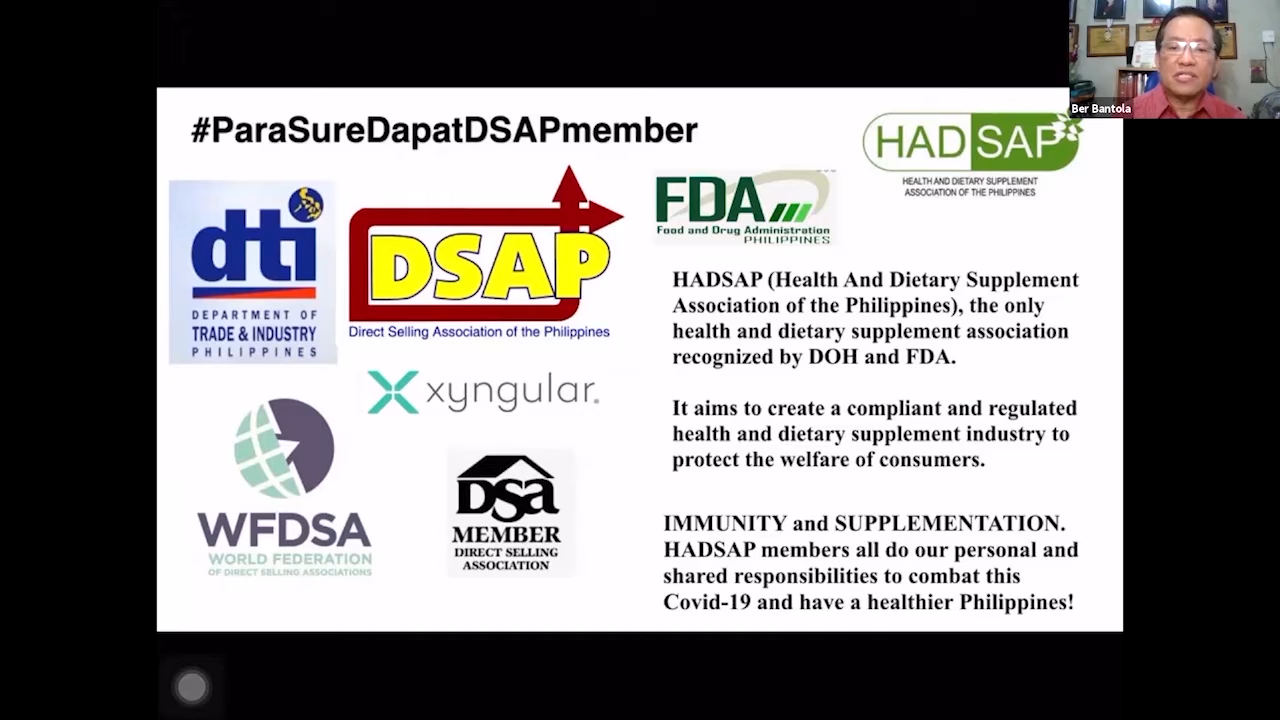 Ber Bantola
#ParaSureDapatDSAPmember
HADSAP
HEALTH AND DIETARY SUPPLEMENT
ASSOCIATION OF THE PHILIPPINES
dti
DEPARTMENT OF
TRADE & INDUSTRY
PHILIPPINES
DSAP
Direct Selling Association of the Philippines
FDA
Food and Drug Administration
PHILIPPINES
xyngular®
WFDSA
WORLD FEDERATION
OF DIRECT SELLING ASSOCIATIONS
DSa
MEMBER
DIRECT SELLING
ASSOCIATION
HADSAP (Health And Dietary Supplement
Association of the Philippines), the only
health and dietary supplement association
recognized by DOH and FDA.
It aims to create a compliant and regulated
health and dietary supplement industry to
protect the welfare of consumers.
IMMUNITY and SUPPLEMENTATION.
HADSAP members all do our personal and
shared responsibilities to combat this
Covid-19 and have a healthier Philippines!